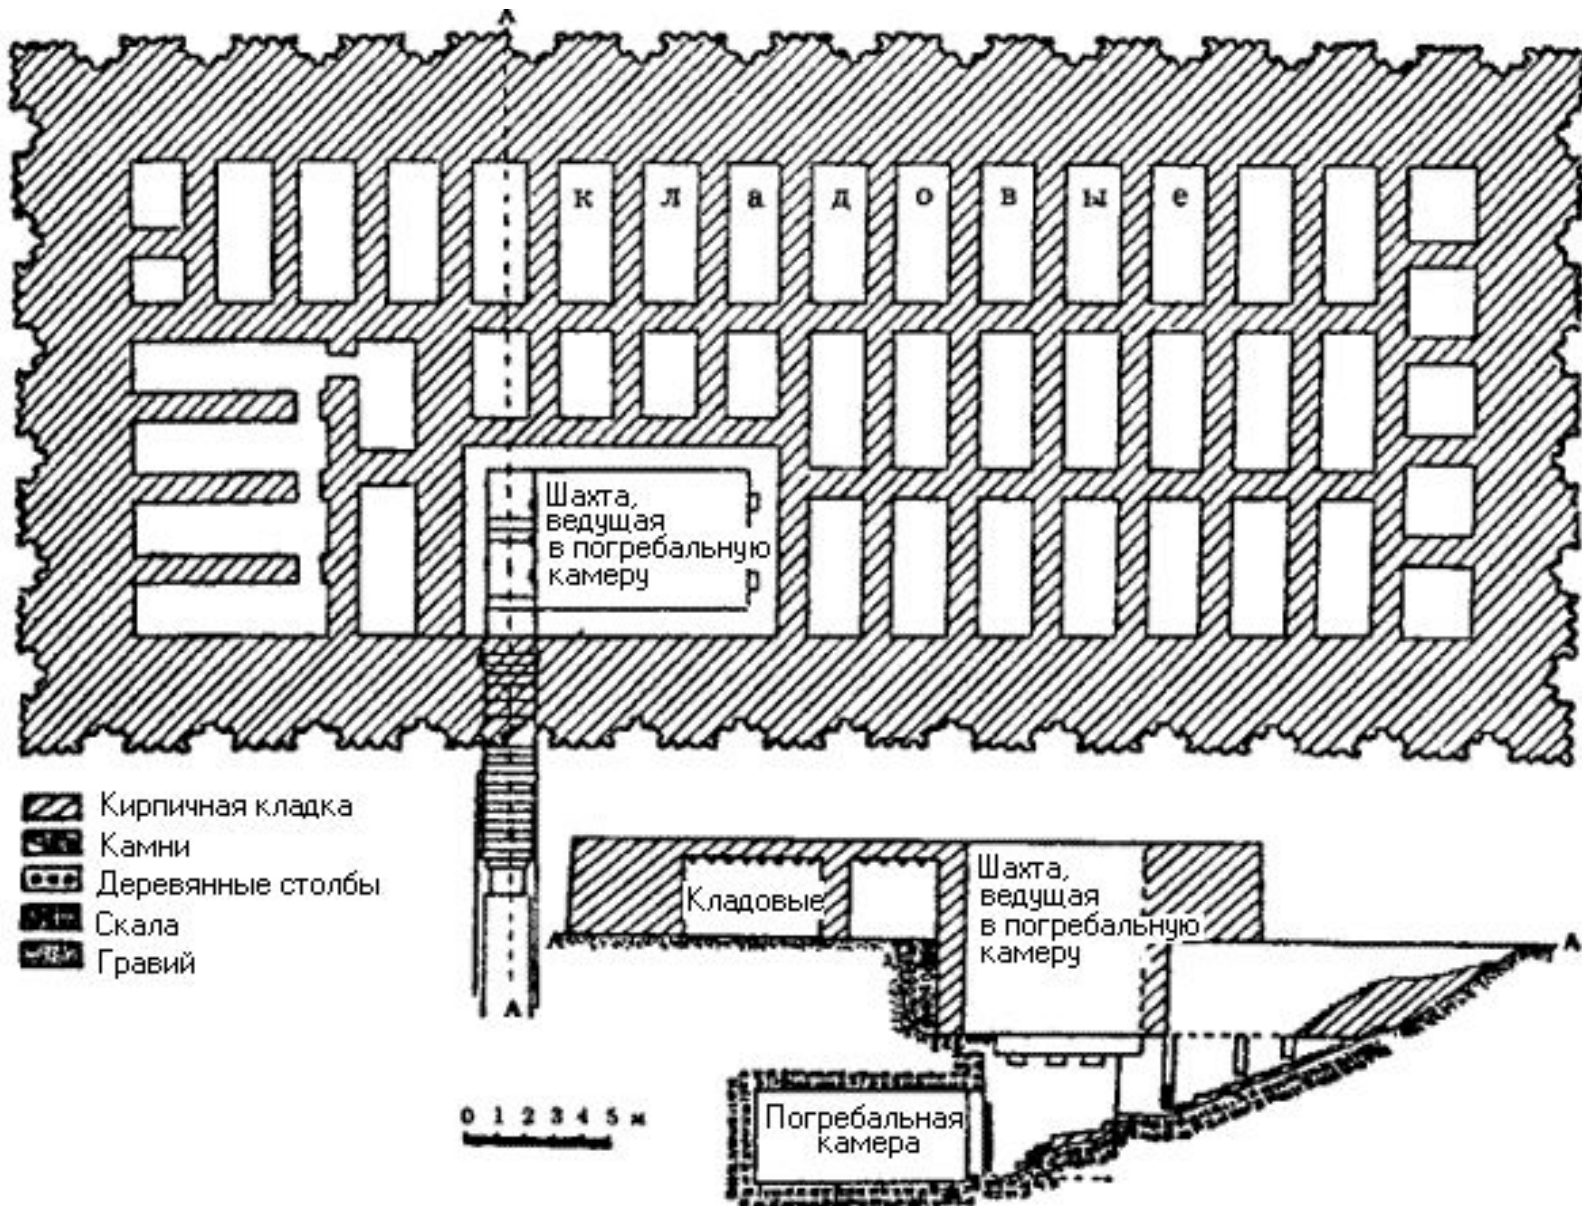 А
к л а д о в ы е
Шахта,
ведущая
в погребальную
камеру
Кирпичная кладка
Камни
Деревянные столбы
Скала
Гравий
А
Кладовые
Шахта,
ведущая
в погребальную
камеру
А
А
0 1 2 3 4 5 м
Погребальная
камера